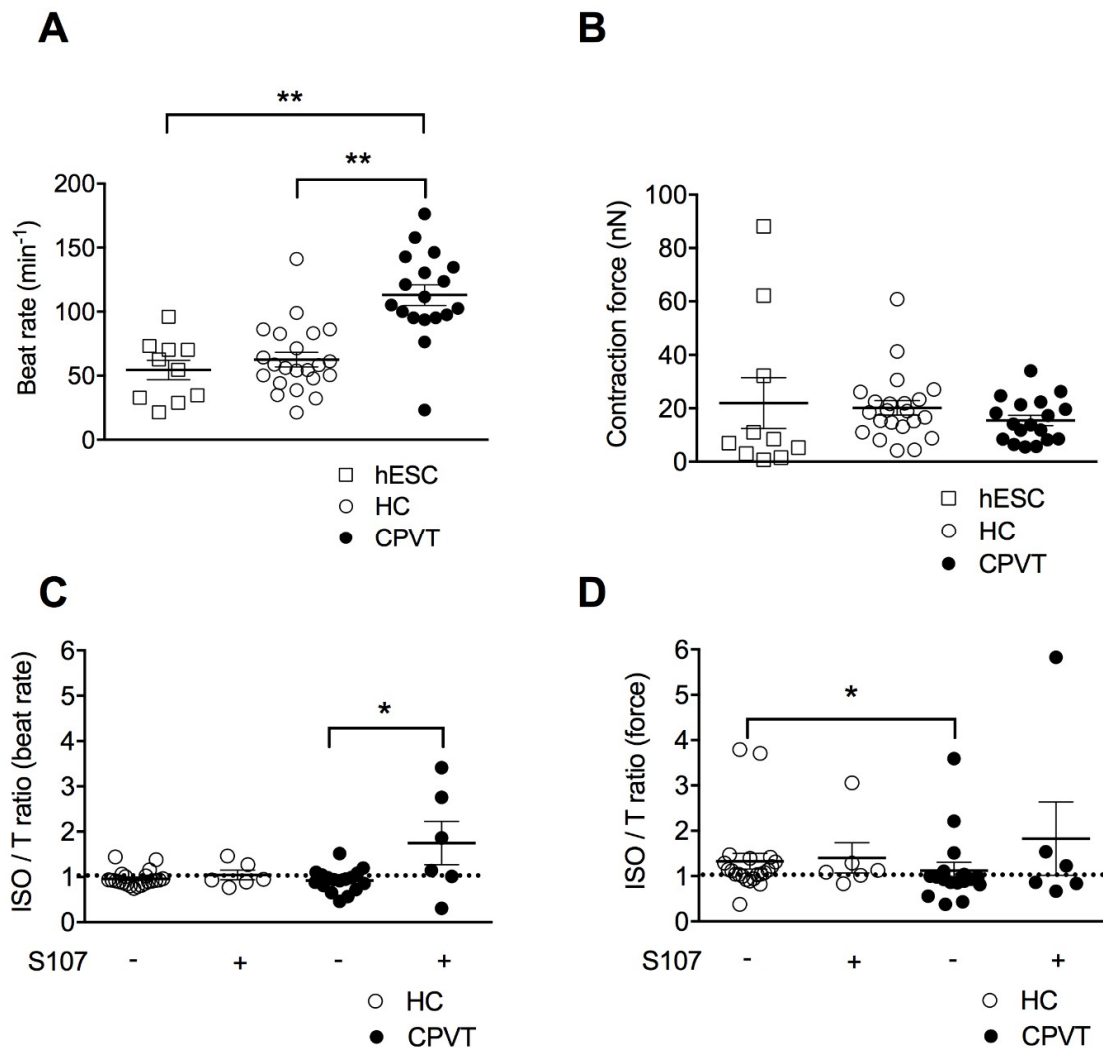 A
**
**
Beat rate (min⁻¹)
200
150
100
50
0
hESC
HC
CPVT
B
Contraction force (nN)
100
80
60
40
20
0
hESC
HC
CPVT
C
ISO / T ratio (beat rate)
6
5
4
3
2
1
0
*
S107 - + - +
HC
CPVT
D
ISO / T ratio (force)
6
5
4
3
2
1
0
*
S107 - + - +
HC
CPVT